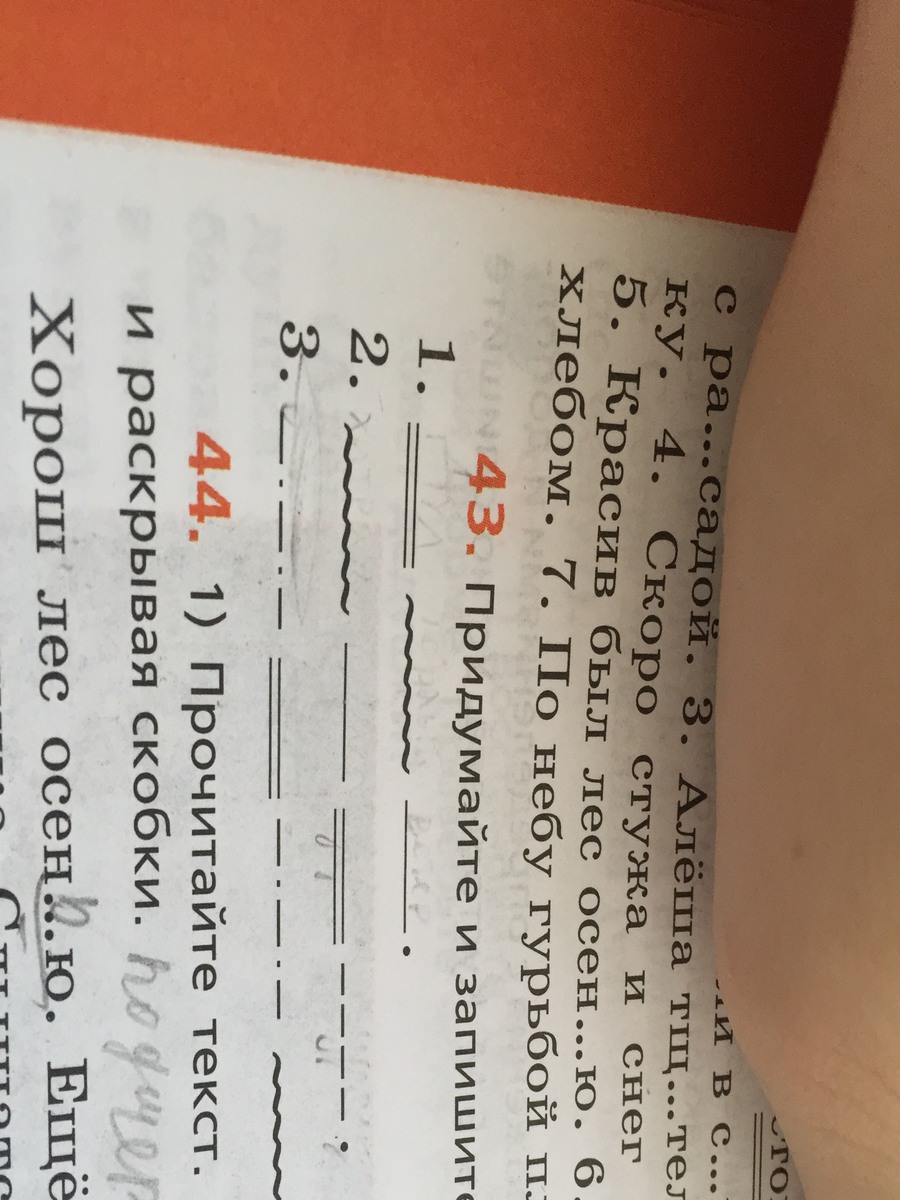 с ра...садой. 3. Алёша тщ...тел
ку. 4. Скоро стужа и снег в с...
5. Красив был лес осен...ю. 6.
хлебом. 7. По небу гурьбой пл
43. Придумайте и запишите
1.
2.
3.
44. 1) Прочитайте текст.
и раскрывая скобки. подчер
Хорош лес осен...ю. Ещё